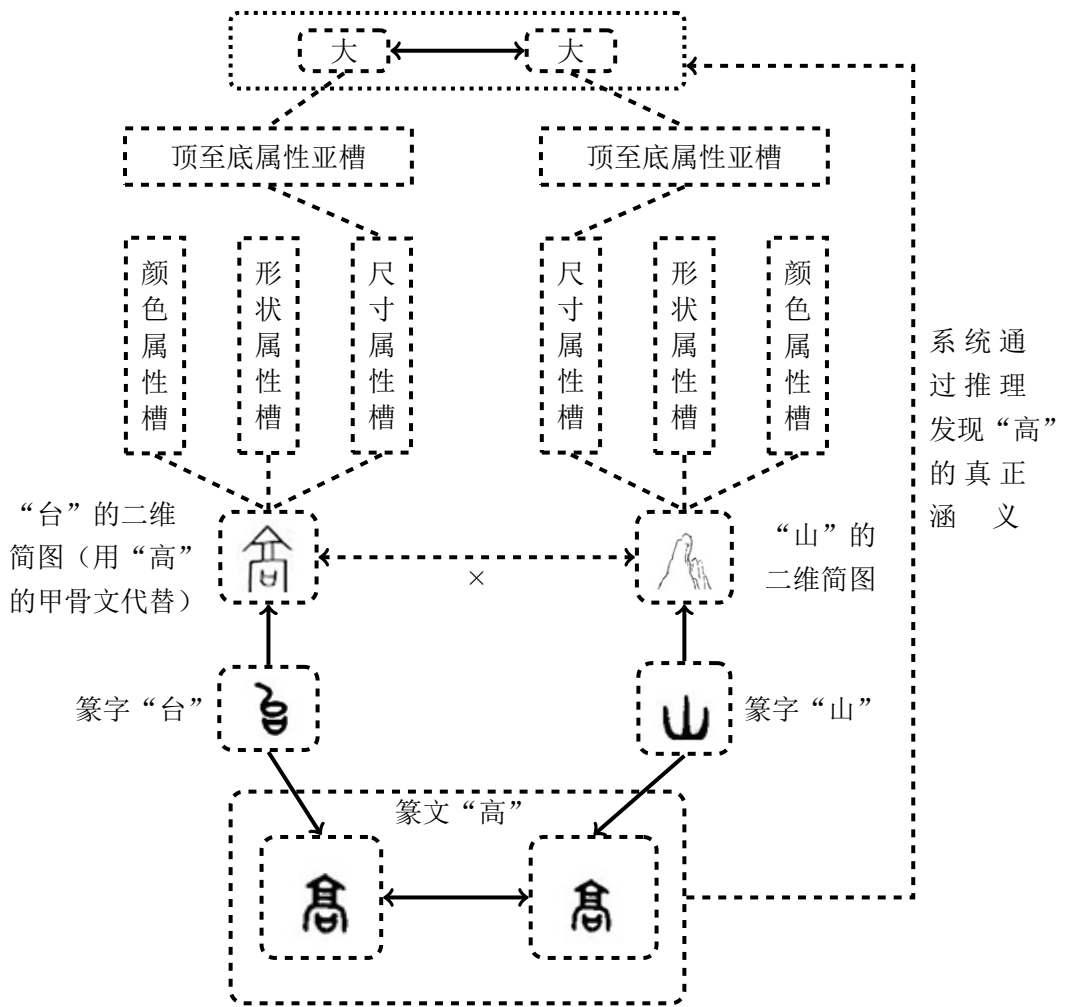 大
大
顶至底属性亚槽
顶至底属性亚槽
颜色属性槽
形状属性槽
尺寸属性槽
尺寸属性槽
形状属性槽
颜色属性槽
系统通
过推理
发现“高”
的真正
涵义
“台”的二维
简图（用“高”
的甲骨文代替）
×
“山”的
二维简图
篆字“台”
台
山
篆字“山”
篆文“高”
高
高